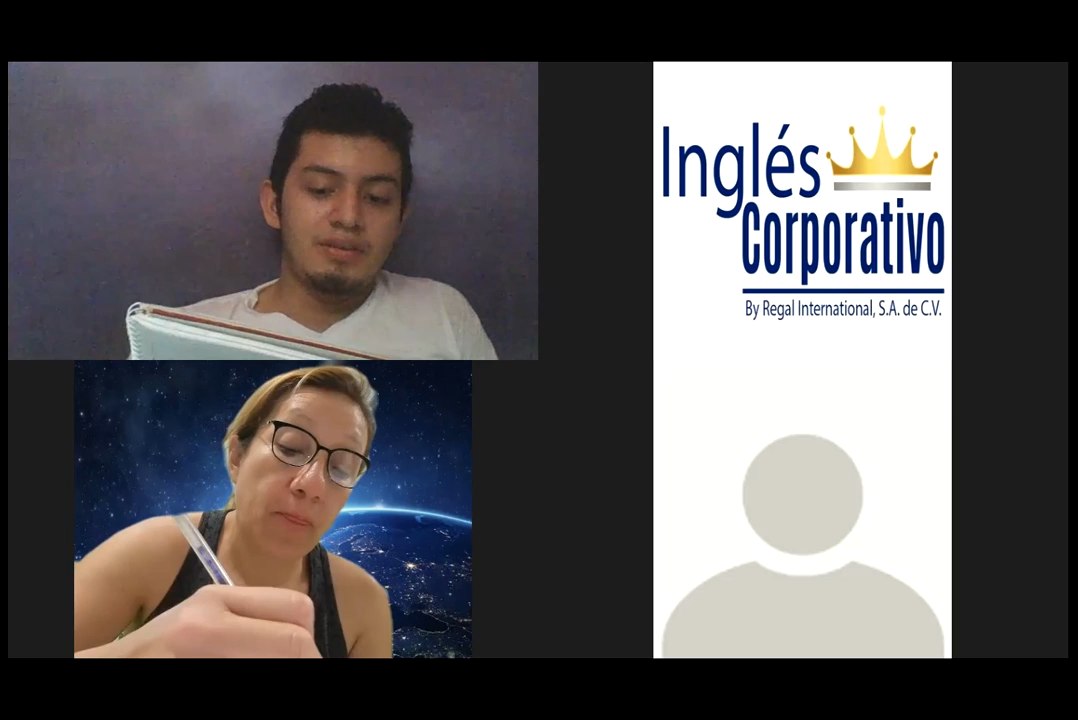 Inglés
Corporativo
By Regal International, S.A. de C.V.